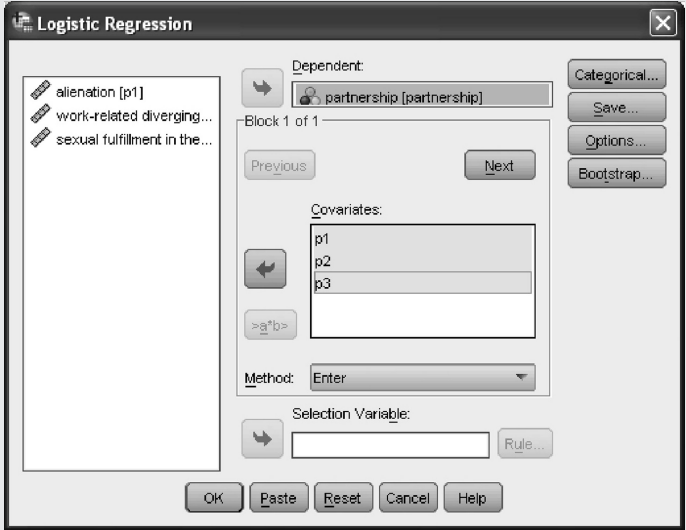 Logistic Regression
alienation [p1]
work-related diverging...
sexual fulfillment in the...
Dependent:
partnership [partnership]
Block 1 of 1
Previous
Next
Covariates:
p1
p2
p3
>a*b>
Method:
Enter
Selection Variable:
Rule...
Categorical...
Save...
Options...
Bootstrap...
OK
Paste
Reset
Cancel
Help